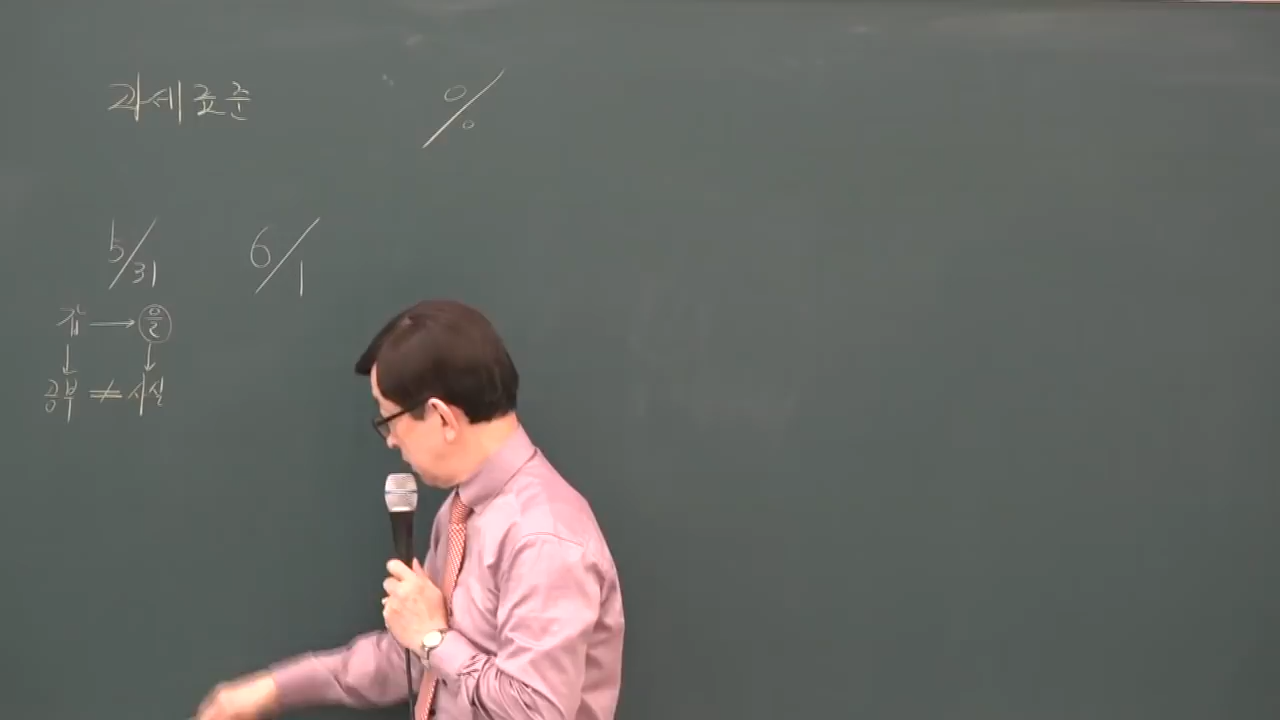 과세표준 %
5/31 6/1
갑 → 을
↓ ↓
공부 ≠ 사실